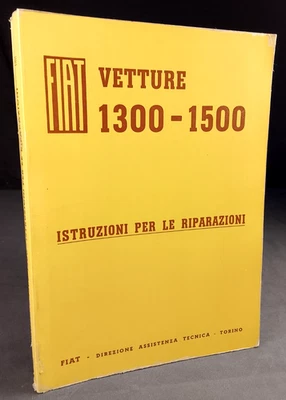 FIAT VETTURE
1300-1500
ISTRUZIONI PER LE RIPARAZIONI
FIAT - DIREZIONE ASSISTENZA TECNICA - TORINO